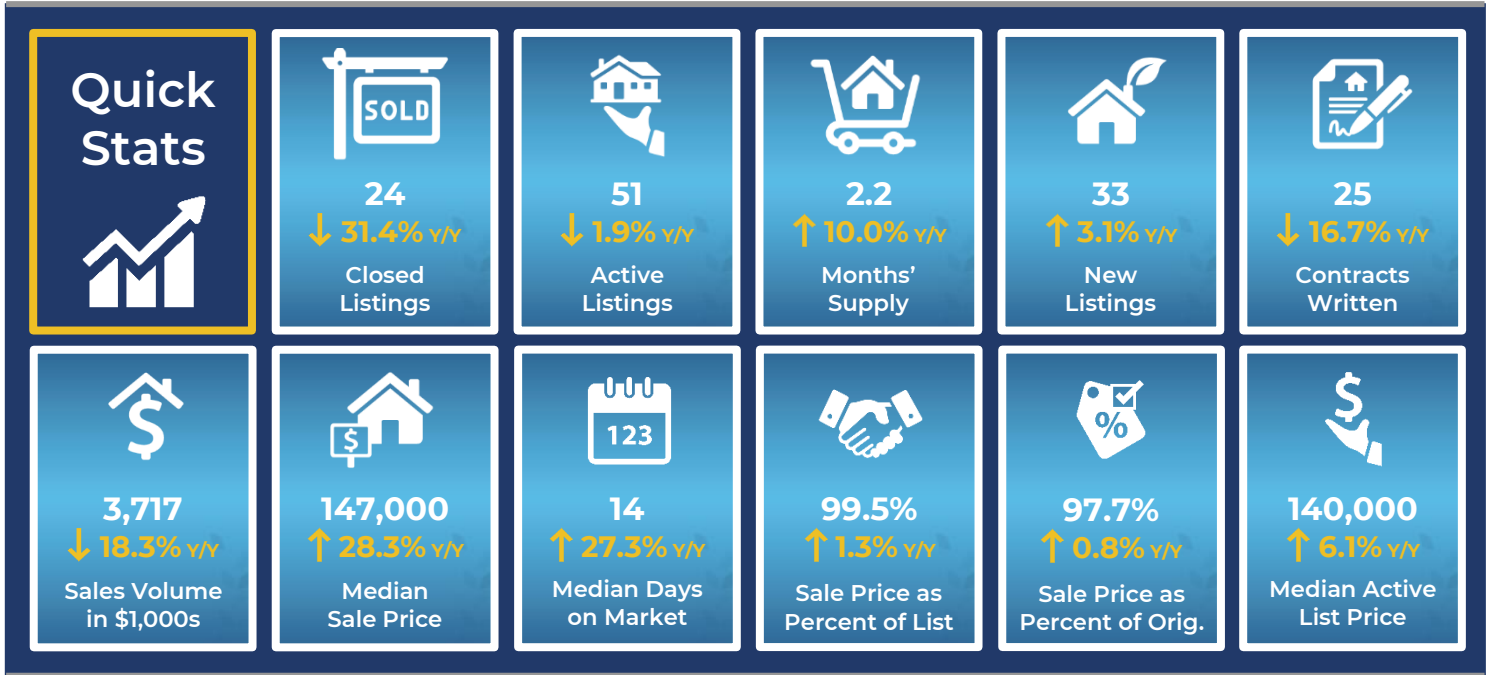 Quick
Stats
SOLD
24
↓ 31.4% Y/Y
Closed
Listings
51
↓ 1.9% Y/Y
Active
Listings
2.2
↑ 10.0% Y/Y
Months’
Supply
33
↑ 3.1% Y/Y
New
Listings
25
↓ 16.7% Y/Y
Contracts
Written
$
3,717
↓ 18.3% Y/Y
Sales Volume
in $1,000s
$
147,000
↑ 28.3% Y/Y
Median
Sale Price
123
14
↑ 27.3% Y/Y
Median Days
on Market
99.5%
↑ 1.3% Y/Y
Sale Price as
Percent of List
%
97.7%
↑ 0.8% Y/Y
Sale Price as
Percent of Orig.
$
140,000
↑ 6.1% Y/Y
Median Active
List Price